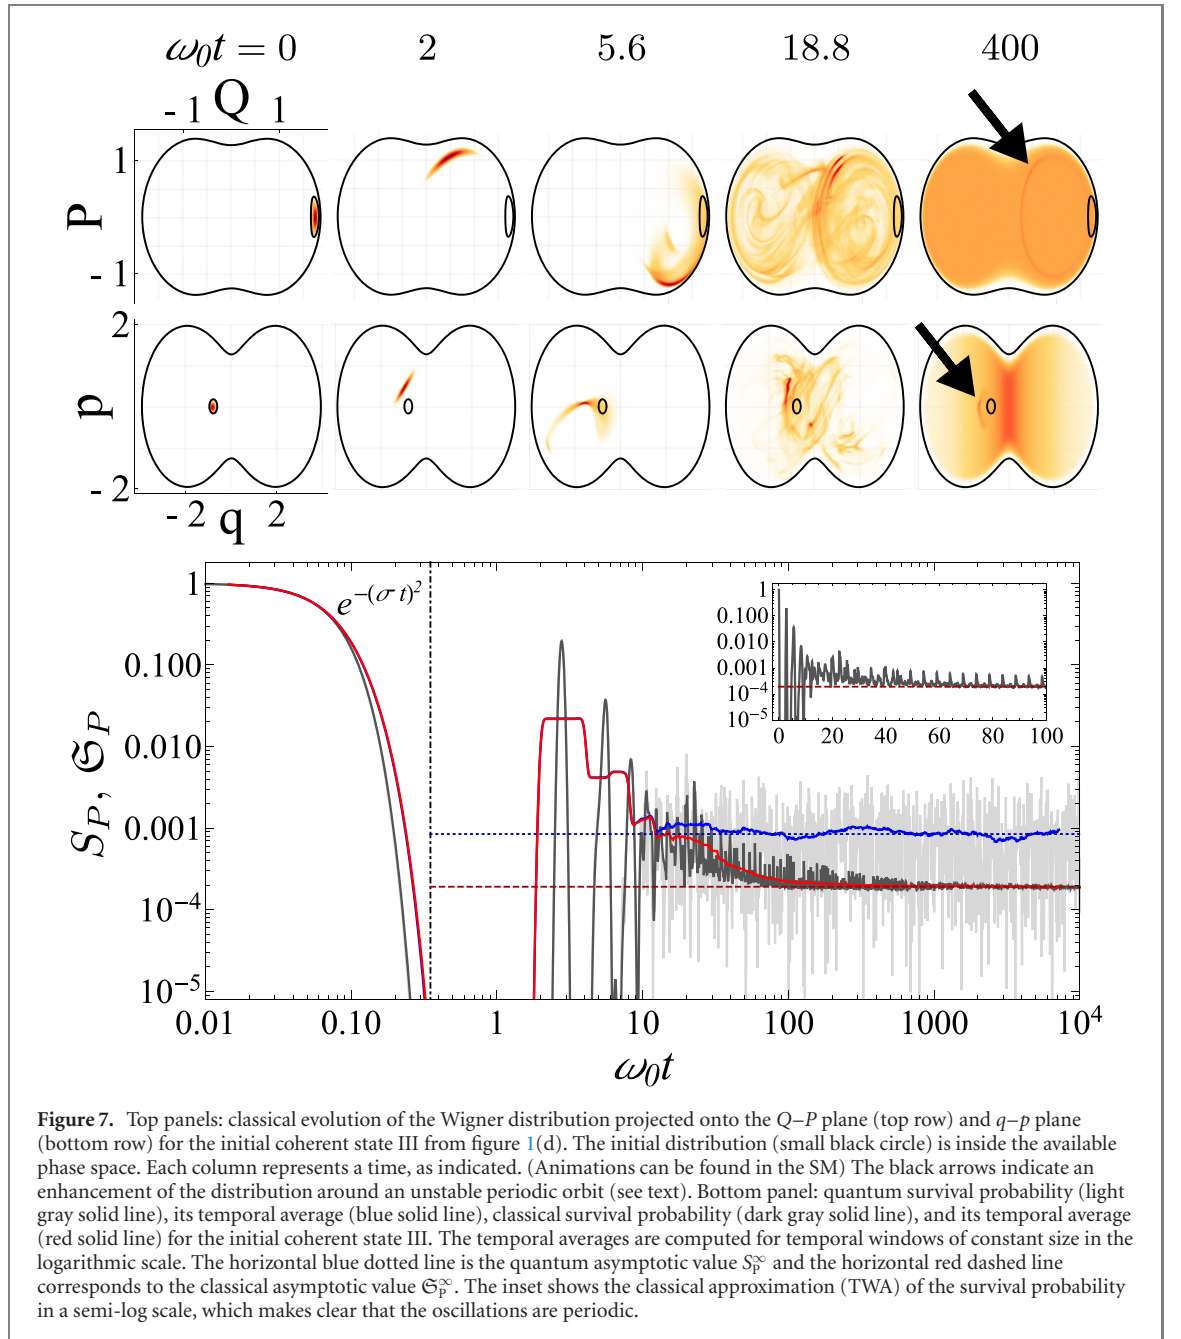 ω₀t = 0 2 5.6 18.8 400
Q
- 1 1
P
1
- 1
p
2
- 2
- 2 q 2
S_P, 𝔖_P
1
0.100
0.010
0.001
10⁻⁴
10⁻⁵
e^−(σ t)²
1
0.100
0.010
0.001
10⁻⁴
10⁻⁵
0 20 40 60 80 100
0.01 0.10 1 10 100 1000 10⁴
ω₀t
Figure 7. Top panels: classical evolution of the Wigner distribution projected onto the Q–P plane (top row) and q–p plane
(bottom row) for the initial coherent state III from figure 1(d). The initial distribution (small black circle) is inside the available
phase space. Each column represents a time, as indicated. (Animations can be found in the SM) The black arrows indicate an
enhancement of the distribution around an unstable periodic orbit (see text). Bottom panel: quantum survival probability (light
gray solid line), its temporal average (blue solid line), classical survival probability (dark gray solid line), and its temporal average
(red solid line) for the initial coherent state III. The temporal averages are computed for temporal windows of constant size in the
logarithmic scale. The horizontal blue dotted line is the quantum asymptotic value S_P^∞ and the horizontal red dashed line
corresponds to the classical asymptotic value 𝔖_P^∞. The inset shows the classical approximation (TWA) of the survival probability
in a semi-log scale, which makes clear that the oscillations are periodic.